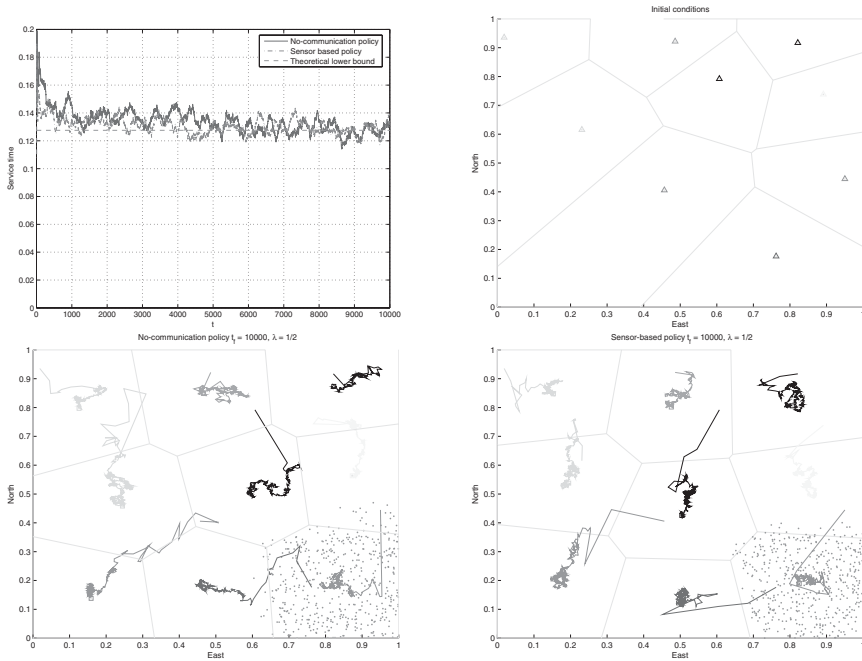 0.2
0.18
0.16
0.14
0.12
0.1
0.08
0.06
0.04
0.02
0
Service time
No-communication policy
Sensor based policy
Theoretical lower bound
0 1000 2000 3000 4000 5000 6000 7000 8000 9000 10000
t
Initial conditions
1
0.9
0.8
0.7
0.6
0.5
0.4
0.3
0.2
0.1
0
North
0 0.1 0.2 0.3 0.4 0.5 0.6 0.7 0.8 0.9 1
East
No-communication policy t_t = 10000, λ = 1/2
1
0.9
0.8
0.7
0.6
0.5
0.4
0.3
0.2
0.1
0
North
0 0.1 0.2 0.3 0.4 0.5 0.6 0.7 0.8 0.9 1
East
Sensor-based policy t_t = 10000, λ = 1/2
1
0.9
0.8
0.7
0.6
0.5
0.4
0.3
0.2
0.1
0
North
0 0.1 0.2 0.3 0.4 0.5 0.6 0.7 0.8 0.9 1
East